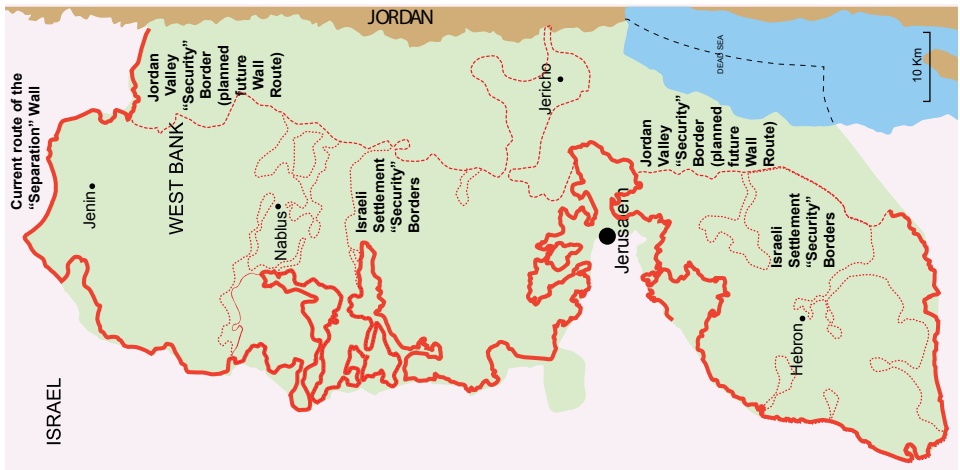 JORDAN
Current route of the
“Separation” Wall
Jordan
Valley
“Security”
Border
(planned
future
Wall
Route)
Jenin
WEST BANK
Nablus
Israeli
Settlement
“Security”
Borders
Jericho
DEAD SEA
10 Km
Jordan
Valley
“Security”
Border
(planned
future
Wall
Route)
Jerusalem
Israeli
Settlement
“Security”
Borders
Hebron
ISRAEL